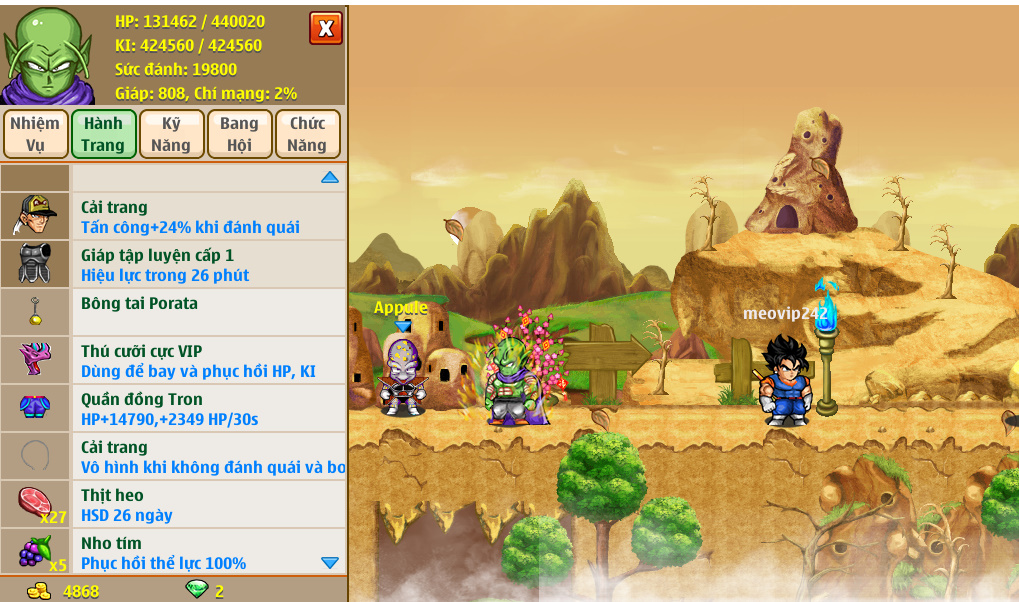 HP: 131462 / 440020
X
KI: 424560 / 424560
Sức đánh: 19800
Giáp: 808, Chí mạng: 2%
Nhiệm Vụ
Hành Trang
Kỹ Năng
Bang Hội
Chức Năng
Cải trang
Tấn công+24% khi đánh quái
Giáp tập luyện cấp 1
Hiệu lực trong 26 phút
Bông tai Porata
Thú cưỡi cực VIP
Dùng để bay và phục hồi HP, KI
Quần đồng Tron
HP+14790,+2349 HP/30s
Cải trang
Vô hình khi không đánh quái và bo
Thịt heo
x27
HSD 26 ngày
Nho tím
x5
Phục hồi thể lực 100%
4868
2
Appule
meovip242